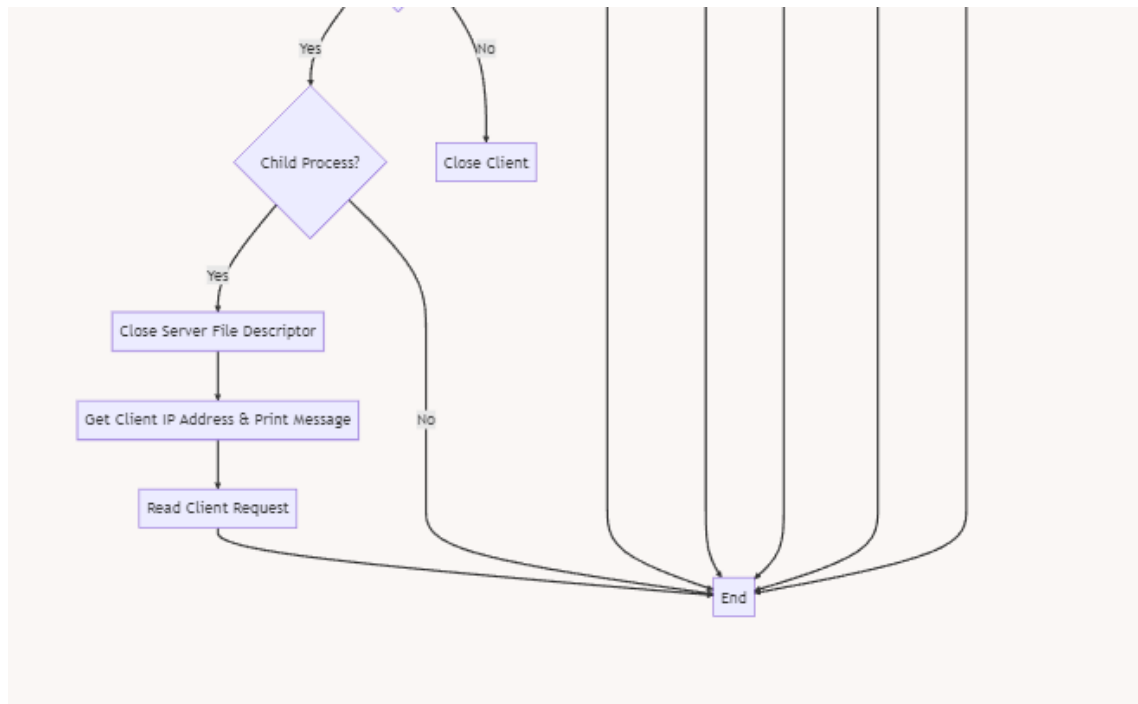 Yes
No
Child Process?
Close Client
Yes
Close Server File Descriptor
Get Client IP Address & Print Message
No
Read Client Request
End